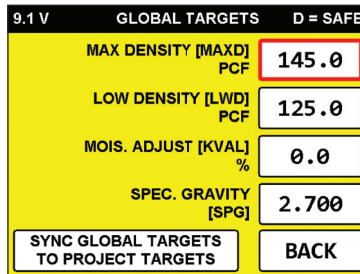 9.1 V GLOBAL TARGETS D = SAFE
MAX DENSITY [MAXD]
PCF
145.0
LOW DENSITY [LWD]
PCF
125.0
MOIS. ADJUST [KVAL]
%
0.0
SPEC. GRAVITY
[SPG]
2.700
SYNC GLOBAL TARGETS
TO PROJECT TARGETS
BACK